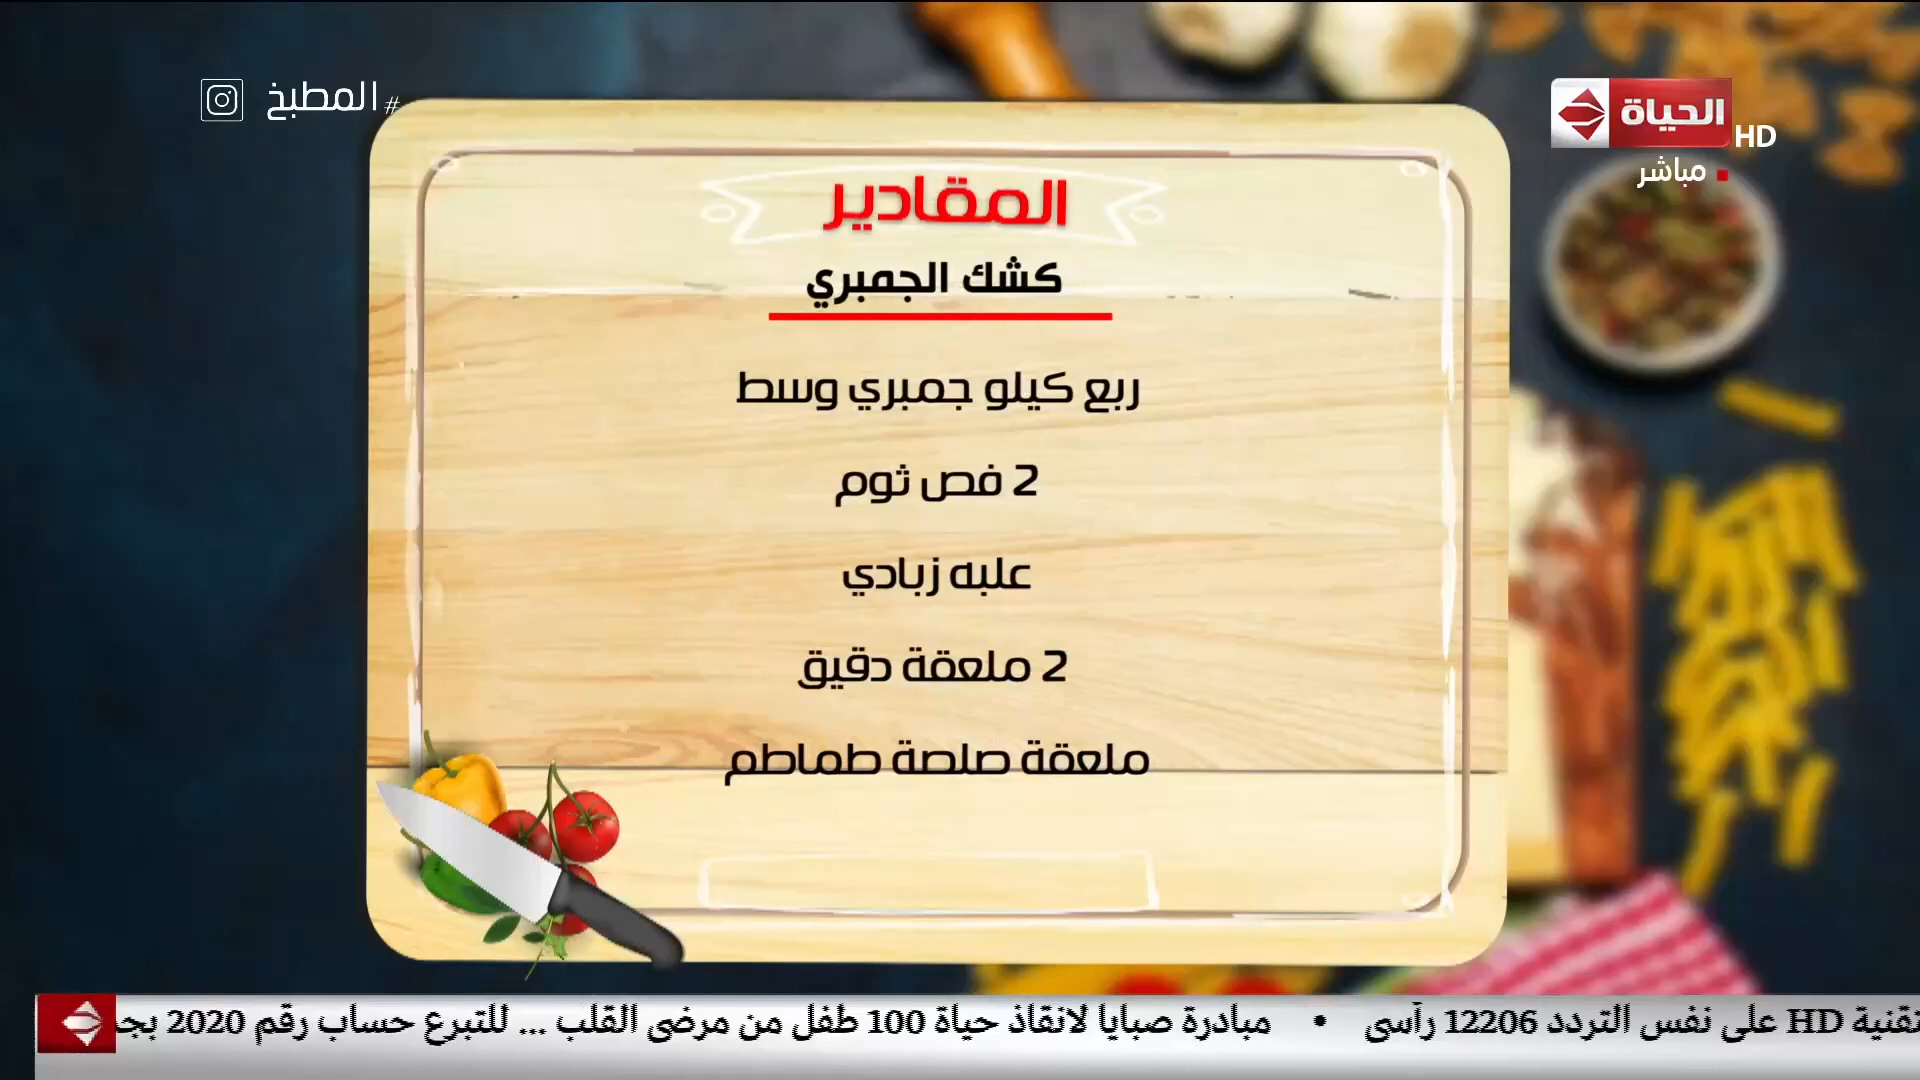 #المطبخ
الحياة
HD
مباشر
المقادير
كشك الجمبري
ربع كيلو جمبري وسط
2 فص ثوم
علبه زبادي
2 ملعقة دقيق
ملعقة صلصة طماطم
تقنية HD على نفس التردد 12206 رآسى • مبادرة صبايا لانقاذ حياة 100 طفل من مرضى القلب ... للتبرع حساب رقم 2020